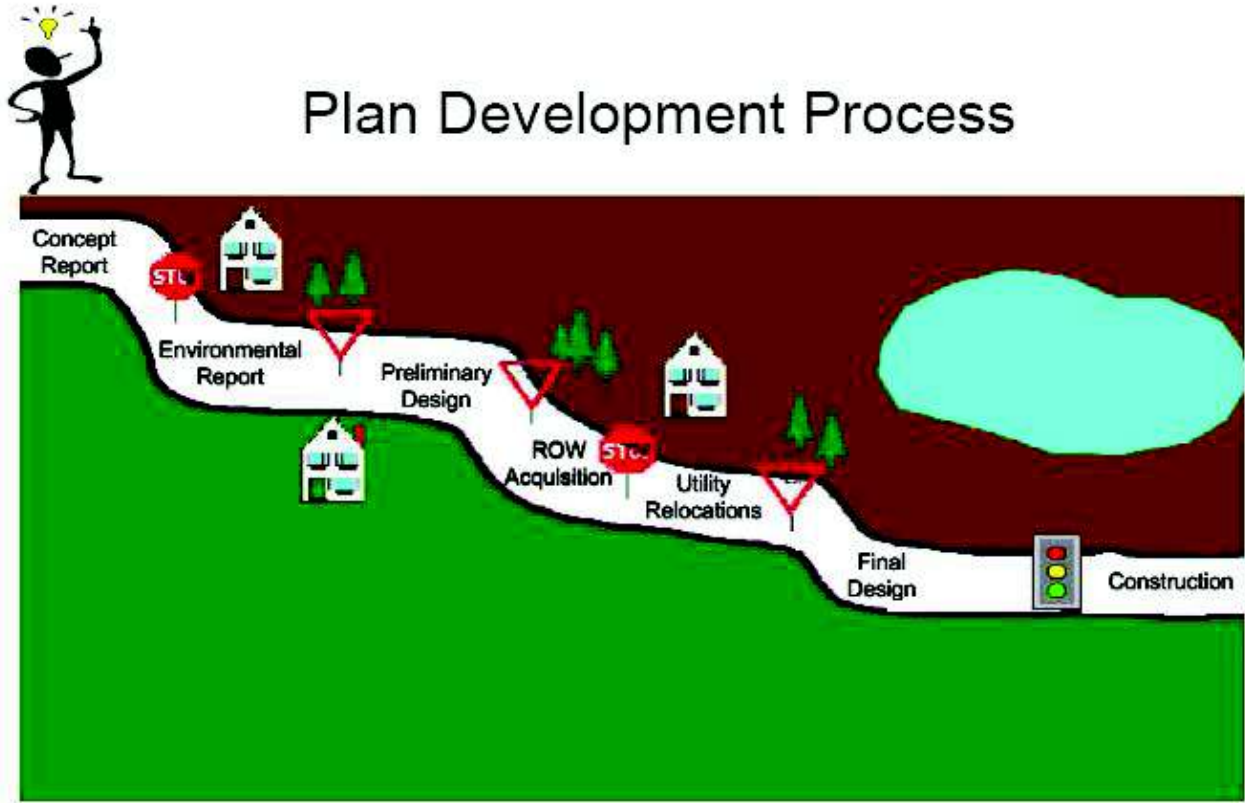 Plan Development Process
Concept
Report
Environmental
Report
Preliminary
Design
ROW
Acquisition
Utility
Relocations
Final
Design
Construction